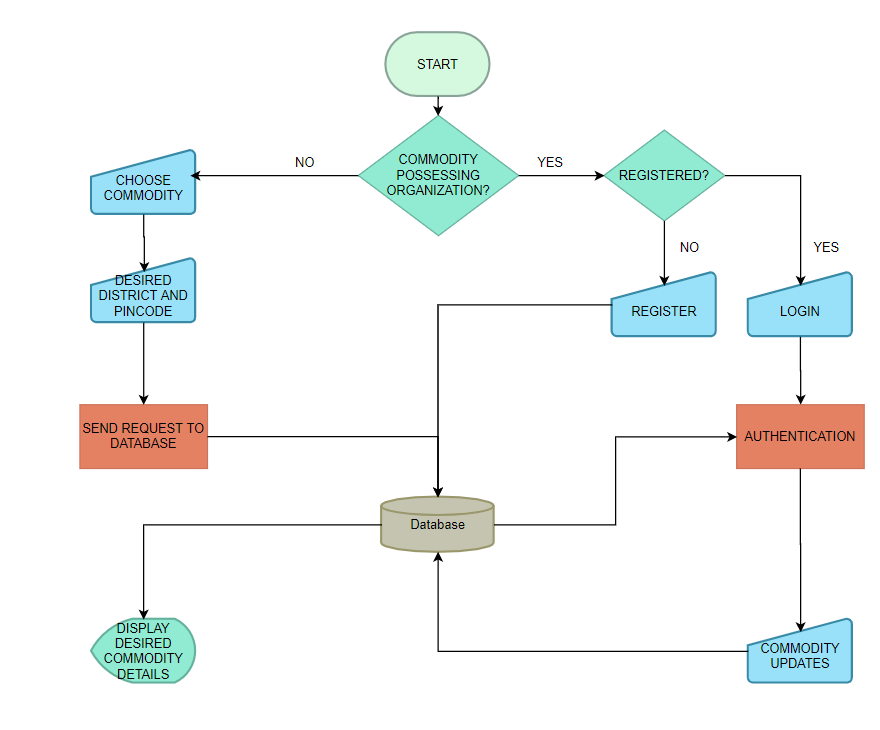 START
COMMODITY
POSSESSING
ORGANIZATION?
NO
YES
REGISTERED?
CHOOSE
COMMODITY
NO
YES
DESIRED
DISTRICT AND
PINCODE
REGISTER
LOGIN
SEND REQUEST TO
DATABASE
AUTHENTICATION
Database
DISPLAY
DESIRED
COMMODITY
DETAILS
COMMODITY
UPDATES